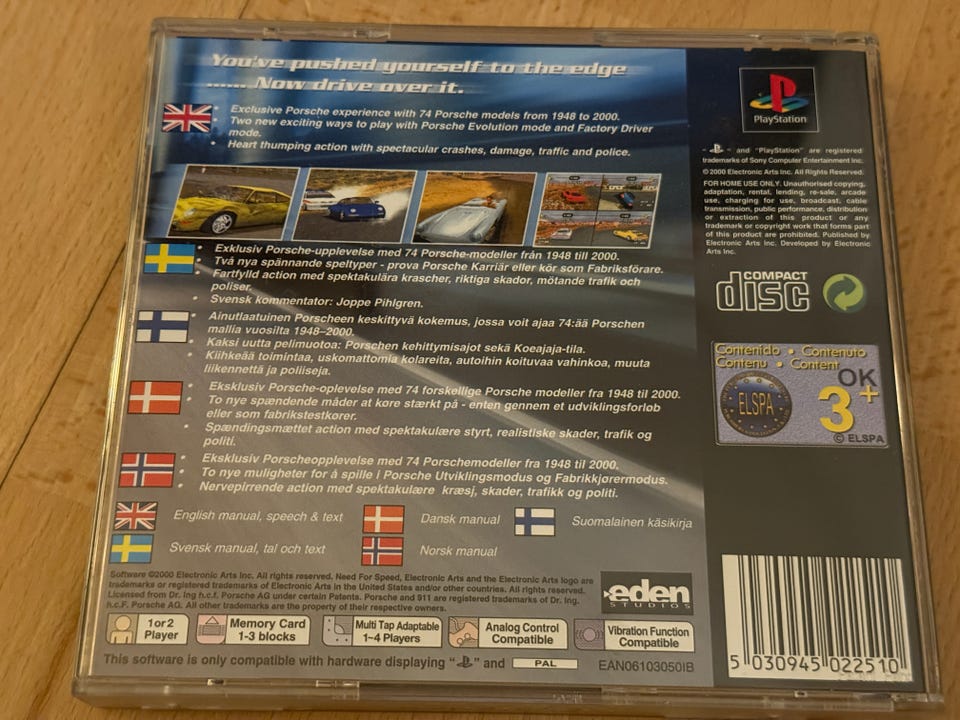 You've pushed yourself to the edge
......Now drive over it.
• Exclusive Porsche experience with 74 Porsche models from 1948 to 2000.
• Two new exciting ways to play with Porsche Evolution mode and Factory Driver
mode.
• Heart thumping action with spectacular crashes, damage, traffic and police.
• Exklusiv Porsche-upplevelse med 74 Porsche-modeller från 1948 till 2000.
• Två nya spännande speltyper - prova Porsche Karriär eller kör som Fabriksförare.
• Fartfylld action med spektakulära krascher, riktiga skador, mötande trafik och
poliser.
• Svensk kommentator: Joppe Pihlgren.
• Ainutlaatuinen Porscheen keskittyvä kokemus, jossa voit ajaa 74:ää Porschen
mallia vuosilta 1948–2000.
• Kaksi uutta pelimuotoa: Porschen kehittymisajot sekä Koeajaja-tila.
• Kiihkeää toimintaa, uskomattomia kolareita, autoihin koituvaa vahinkoa, muuta
liikennettä ja poliiseja.
• Eksklusiv Porsche-oplevelse med 74 forskellige Porsche modeller fra 1948 til 2000.
• To nye spændende måder at kore stærkt på - enten gennem et udviklingsforløb
eller som fabrikstestkorer.
• Spændingsmættet action med spektakulære styrt, realistiske skader, trafik og
politi.
• Eksklusiv Porscheopplevelse med 74 Porschemodeller fra 1948 til 2000.
• To nye muligheter for å spille i Porsche Utviklingsmodus og Fabrikkjørermodus.
• Nervepirrende action med spektakulære kræsj, skader, trafikk og politi.
English manual, speech & text
Dansk manual
Suomalainen käsikirja
Svensk manual, tal och text
Norsk manual
Software ©2000 Electronic Arts Inc. All rights reserved. Need For Speed, Electronic Arts and the Electronic Arts logo are
trademarks or registered trademarks of Electronic Arts in the United States and/or other countries. All rights reserved.
Licensed from Dr. Ing h.c.f. Porsche AG under certain Patents. Porsche and 911 are registered trademarks of Dr. Ing.
h.c.F. Porsche AG. All other trademarks are the property of their respective owners.
eden
STUDIOS
1 or 2
Player
Memory Card
1-3 blocks
Multi Tap Adaptable
1–4 Players
Analog Control
Compatible
Vibration Function
Compatible
This software is only compatible with hardware displaying " " and PAL
EAN06103050IB
PlayStation
" " and "PlayStation" are registered
trademarks of Sony Computer Entertainment Inc.
© 2000 Electronic Arts Inc. All Rights Reserved.
FOR HOME USE ONLY. Unauthorised copying,
adaptation, rental, lending, re-sale, arcade
use, charging for use, broadcast, cable
transmission, public performance, distribution
or extraction of this product or any
trademark or copyright work that forms part
of this product are prohibited. Published by
Electronic Arts Inc. Developed by Electronic
Arts Inc.
COMPACT
disc
Contenido • Contenuto
Contenu • Content
OK
3+
ELSPA
© ELSPA
5 030945 022510